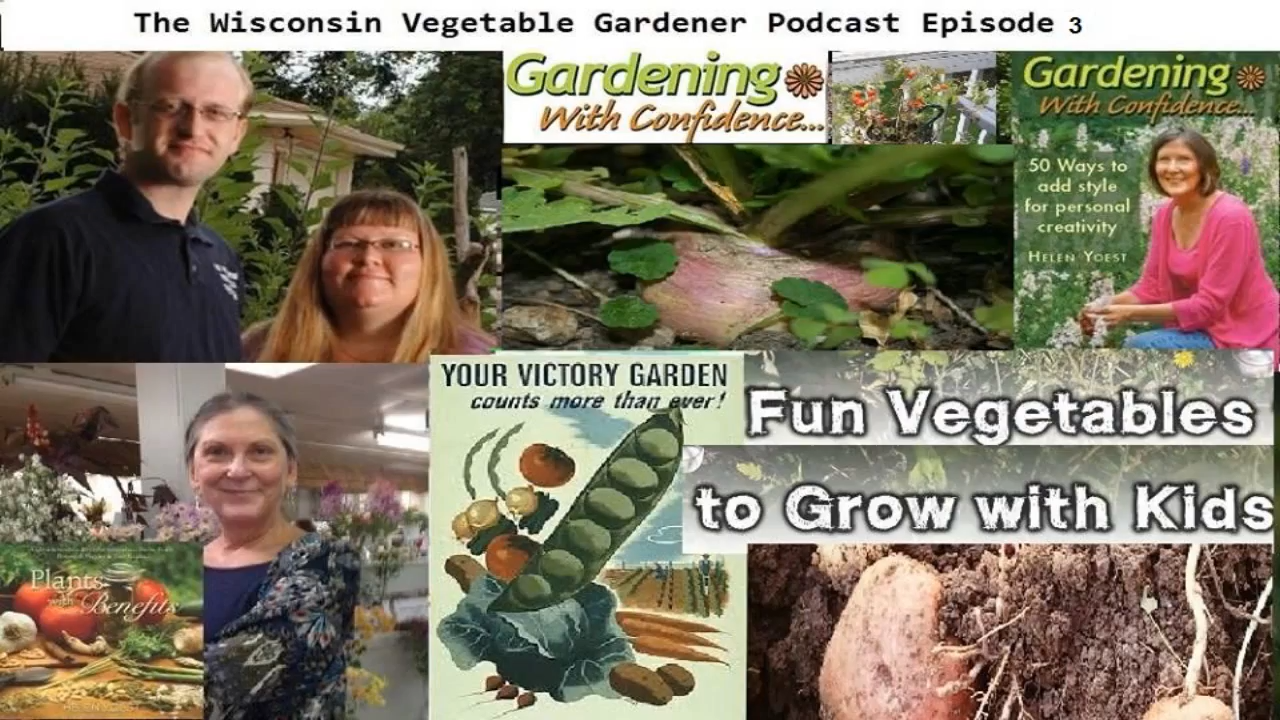 The Wisconsin Vegetable Gardener Podcast Episode 3
Gardening
With Confidence...
Gardening
With Confidence...
50 Ways to
add style
for personal
creativity
HELEN YOEST
YOUR VICTORY GARDEN
counts more than ever!
Fun Vegetables
to Grow with Kids
Plants
with Benefits